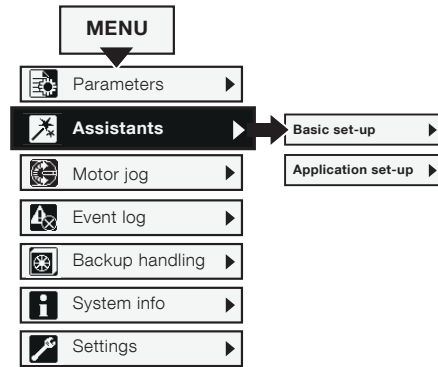 MENU
Parameters
Assistants
Basic set-up
Application set-up
Motor jog
Event log
Backup handling
System info
Settings